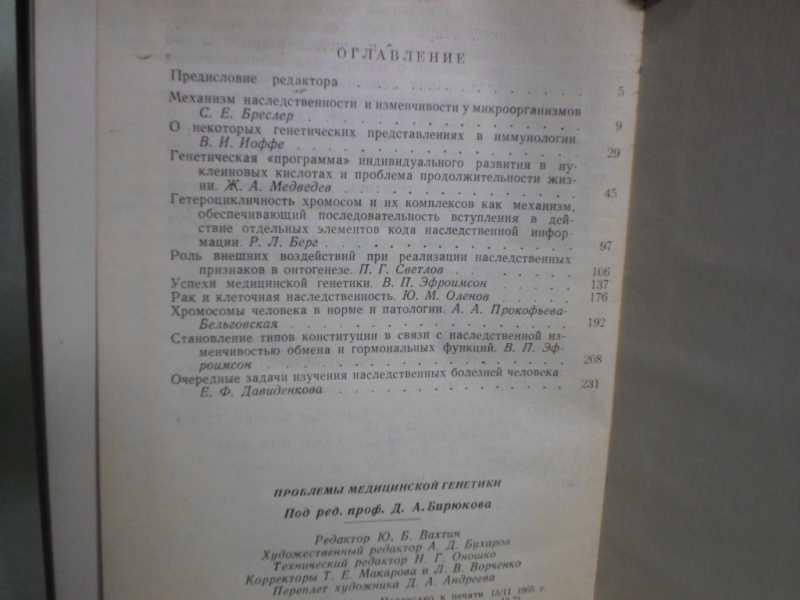 ОГЛАВЛЕНИЕ
Предисловие редактора . . . . . . . . . . . . 5
Механизм наследственности и изменчивости у микроорганизмов
С. Е. Бреслер . . . . . . . . . . . . 9
О некоторых генетических представлениях в иммунологии.
В. И. Иоффе . . . . . . . . . . . . 29
Генетическая «программа» индивидуального развития в ну-
клеиновых кислотах и проблема продолжительности жиз-
ни. Ж. А. Медведев . . . . . . . . . . . . 45
Гетероцикличность хромосом и их комплексов как механизм,
обеспечивающий последовательность вступления в дей-
ствие отдельных элементов кода наследственной инфор-
мации. Р. Л. Берг . . . . . . . . . . . . 97
Роль внешних воздействий при реализации наследственных
признаков в онтогенезе. П. Г. Светлов . . . . . . 106
Успехи медицинской генетики. В. П. Эфроимсон . . . . . 137
Рак и клеточная наследственность. Ю. М. Оленов . . . . 176
Хромосомы человека в норме и патологии. А. А. Прокофьева-
Бельговская . . . . . . . . . . . . 192
Становление типов конституции в связи с наследственной из-
менчивостью обмена и гормональных функций. В. П. Эф-
роимсон . . . . . . . . . . . . 208
Очередные задачи изучения наследственных болезней человека
Е. Ф. Давиденкова . . . . . . . . . . . . 231
ПРОБЛЕМЫ МЕДИЦИНСКОЙ ГЕНЕТИКИ
Под ред. проф. Д. А. Бирюкова
Редактор Ю. Б. Вахтин
Художественный редактор А. Д. Бухаров
Технический редактор Н. Г. Оношко
Корректоры Т. Е. Макарова и Л. В. Ворченко
Переплет художника Д. А. Андреева
к печати 15/II 1965 г.